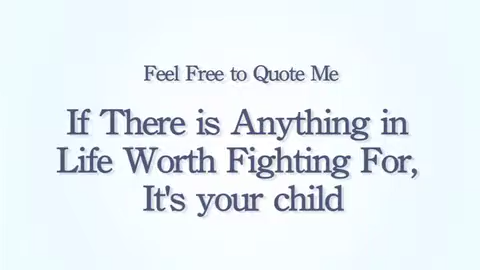 Feel Free to Quote Me
If There is Anything in
Life Worth Fighting For,
It's your child